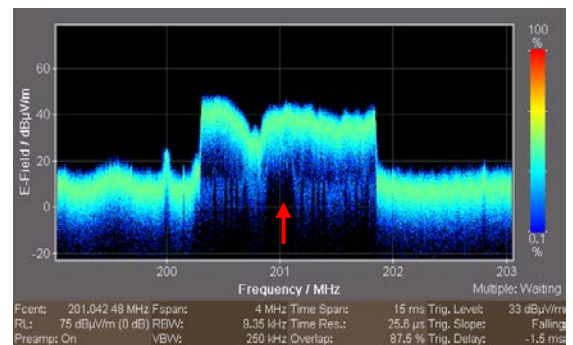 100
%
60
40
20
0
-20
E-Field / dBµV/m
0.1
%
200
201
202
203
Frequency / MHz
Multiple: Waiting
Fcent: 201.042 48 MHz Fspan: 4 MHz Time Span: 15 ms Trig. Level: 33 dBµV/m
RL: 75 dBµV/m (0 dB) RBW: 9.35 kHz Time Res.: 25.6 µs Trig. Slope: Falling
Preamp: On VBW: 250 kHz Overlap: 87.5 % Trig. Delay: -1.5 ms